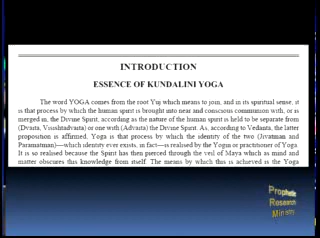 INTRODUCTION
ESSENCE OF KUNDALINI YOGA
The word YOGA comes from the root Yuj which means to join, and in its spiritual sense, it
is that process by which the human spirit is brought into near and conscious communion with, or is
merged in, the Divine Spirit, according as the nature of the human spirit is held to be separate from
(Dvaita, Visishtadvaita) or one with (Advaita) the Divine Spirit. As, according to Vedanta, the latter
proposition is affirmed, Yoga is that process by which the identity of the two (Jivatman and
Paramatman)—which identity ever exists, in fact—is realised by the Yogin or practitioner of Yoga.
It is so realised because the Spirit has then pierced through the veil of Maya which as mind and
matter obscures this knowledge from itself. The means by which this is achieved is the Yoga
Prophetic
Research
Ministry